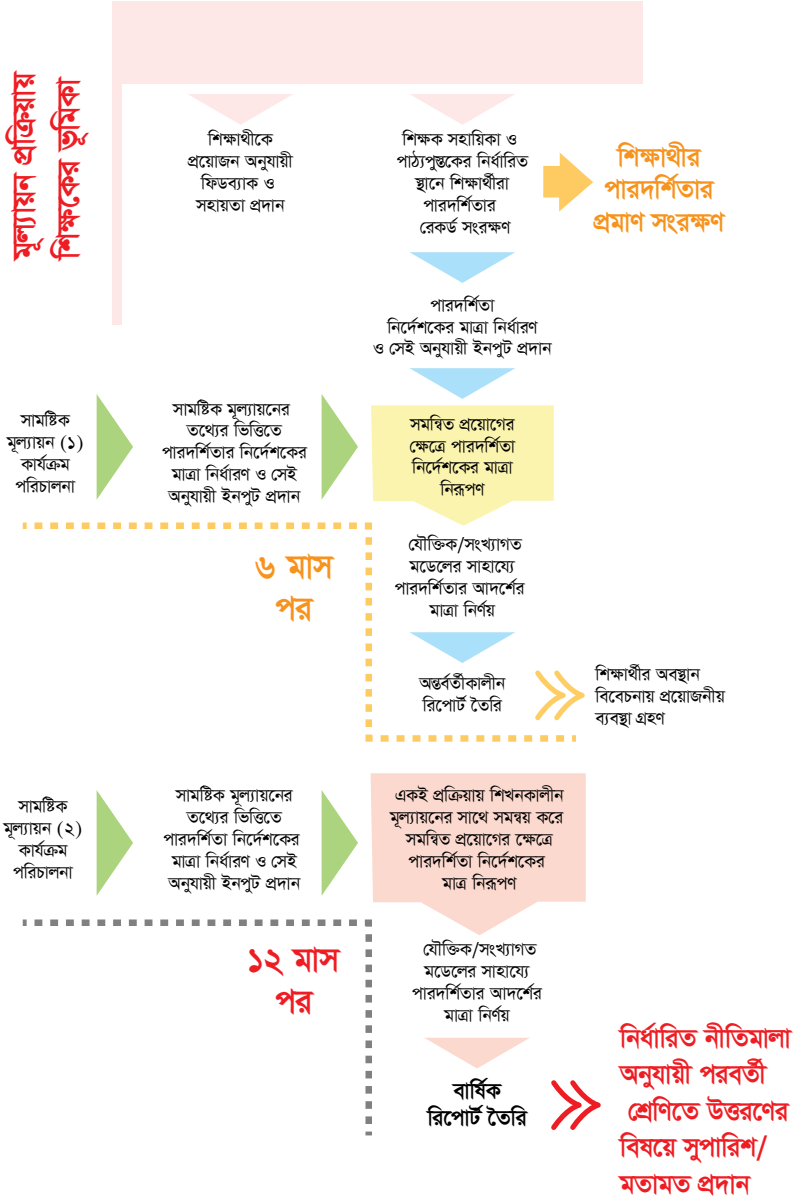 মূল্যায়ন প্রক্রিয়ায়
শিক্ষকের ভূমিকা
শিক্ষাথীকে
প্রয়োজন অনুযায়ী
ফিডব্যাক ও
সহায়তা প্রদান
শিক্ষক সহায়িকা ও
পাঠ্যপুস্তকের নির্ধারিত
স্থানে শিক্ষার্থীরা
পারদর্শিতার
রেকর্ড সংরক্ষণ
শিক্ষাথীর
পারদর্শিতার
প্রমাণ সংরক্ষণ
পারদর্শিতা
নির্দেশকের মাত্রা নির্ধারণ
ও সেই অনুযায়ী ইনপুট প্রদান
সামষ্টিক
মূল্যায়ন (১)
কার্যক্রম
পরিচালনা
সামষ্টিক মূল্যায়নের
তথ্যের ভিত্তিতে
পারদর্শিতার নির্দেশকের
মাত্রা নির্ধারণ ও সেই
অনুযায়ী ইনপুট প্রদান
সমন্বিত প্রয়োগের
ক্ষেত্রে পারদর্শিতা
নির্দেশকের মাত্রা
নিরূপণ
৬ মাস
পর
যৌক্তিক/সংখ্যাগত
মডেলের সাহায্যে
পারদর্শিতার আদর্শের
মাত্রা নির্ণয়
অন্তর্বর্তীকালীন
রিপোর্ট তৈরি
শিক্ষার্থীর অবস্থান
বিবেচনায় প্রয়োজনীয়
ব্যবস্থা গ্রহণ
সামষ্টিক
মূল্যায়ন (২)
কার্যক্রম
পরিচালনা
সামষ্টিক মূল্যায়নের
তথ্যের ভিত্তিতে
পারদর্শিতা নির্দেশকের
মাত্রা নির্ধারণ ও সেই
অনুযায়ী ইনপুট প্রদান
একই প্রক্রিয়ায় শিখনকালীন
মূল্যায়নের সাথে সমন্বয় করে
সমন্বিত প্রয়োগের ক্ষেত্রে
পারদর্শিতা নির্দেশকের
মাত্র নিরূপণ
১২ মাস
পর
যৌক্তিক/সংখ্যাগত
মডেলের সাহায্যে
পারদর্শিতার আদর্শের
মাত্রা নির্ণয়
বার্ষিক
রিপোর্ট তৈরি
নির্ধারিত নীতিমালা
অনুযায়ী পরবর্তী
শ্রেণিতে উত্তরণের
বিষয়ে সুপারিশ/
মতামত প্রদান